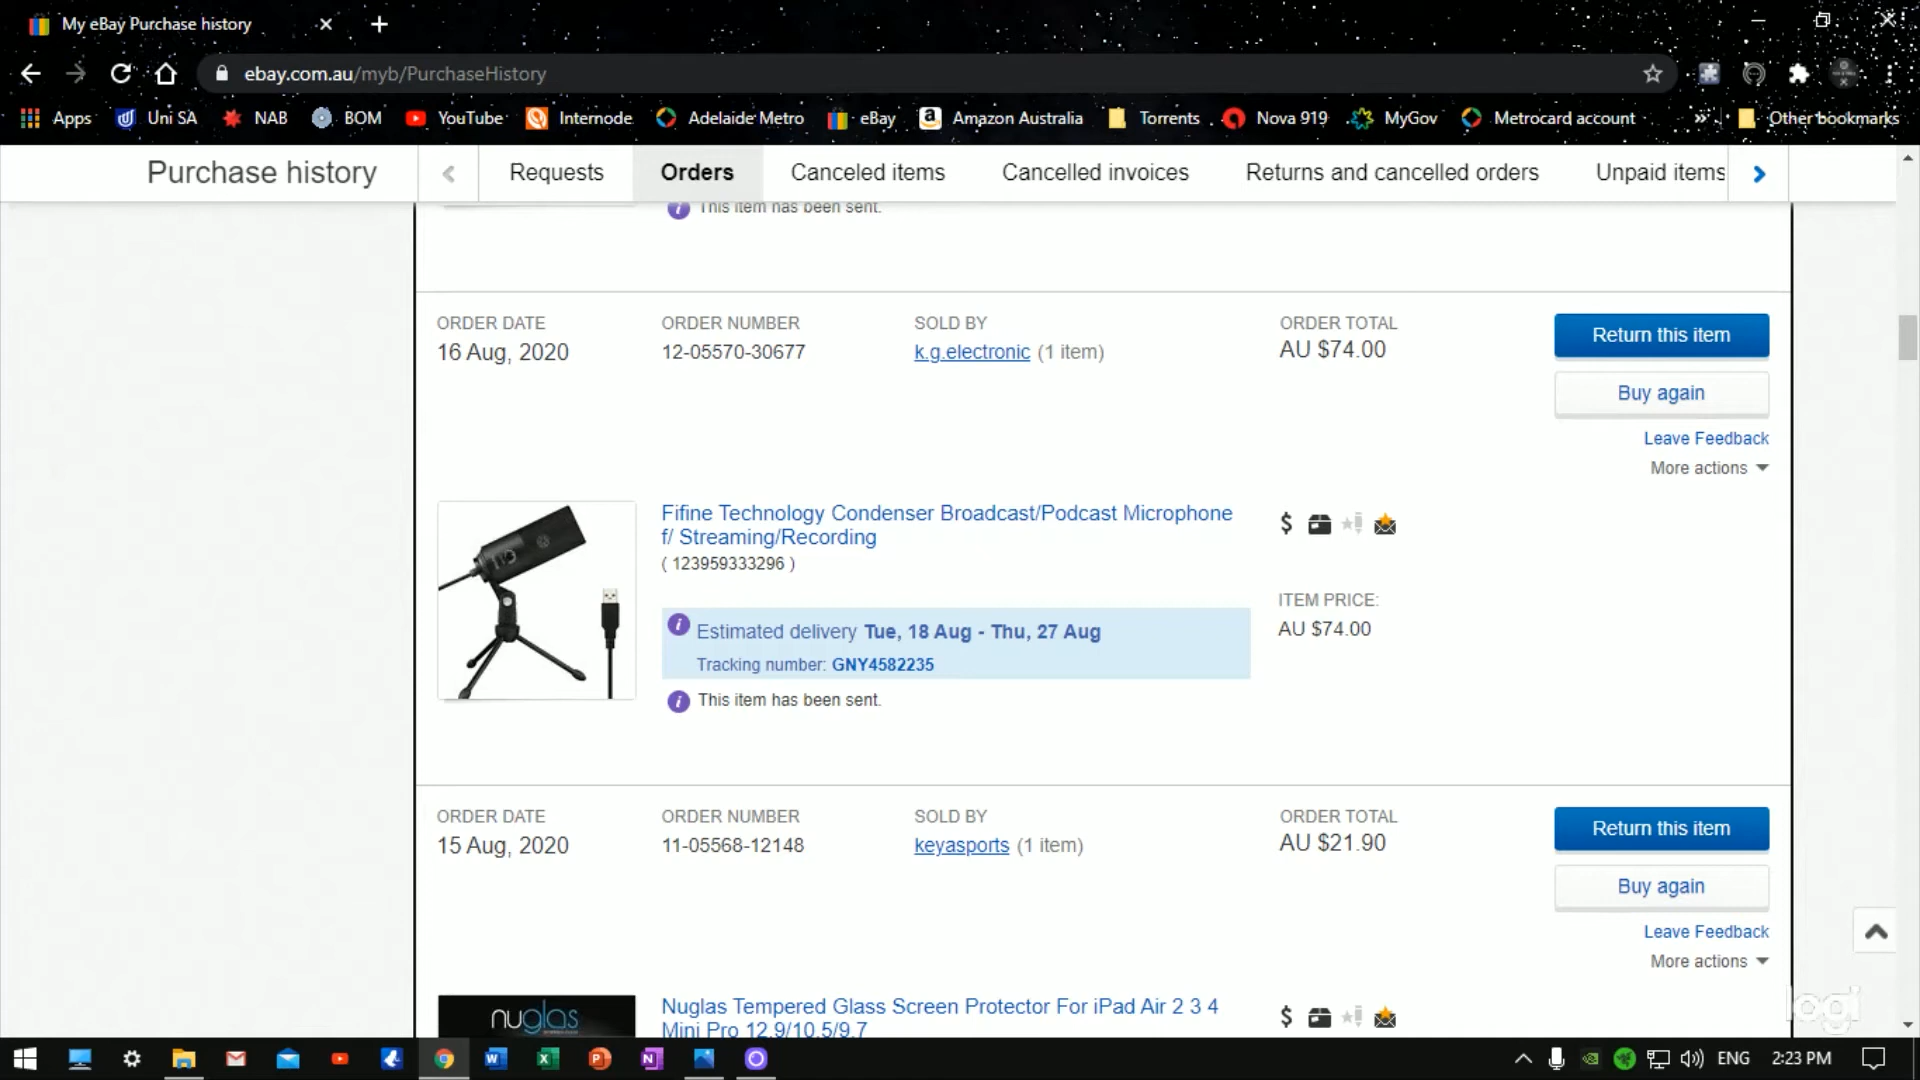 My eBay Purchase history
ebay.com.au/myb/PurchaseHistory
Apps Uni SA NAB BOM YouTube Internode Adelaide Metro eBay Amazon Australia Torrents Nova 919 MyGov Metrocard account » Other bookmarks
Purchase history Requests Orders Canceled items Cancelled invoices Returns and cancelled orders Unpaid items
This item has been sent.
ORDER DATE ORDER NUMBER SOLD BY ORDER TOTAL
16 Aug, 2020 12-05570-30677 k.g.electronic (1 item) AU $74.00
Return this item
Buy again
Leave Feedback
More actions
Fifine Technology Condenser Broadcast/Podcast Microphone
f/ Streaming/Recording
( 123959333296 )
ITEM PRICE:
AU $74.00
Estimated delivery Tue, 18 Aug - Thu, 27 Aug
Tracking number: GNY4582235
This item has been sent.
ORDER DATE ORDER NUMBER SOLD BY ORDER TOTAL
15 Aug, 2020 11-05568-12148 keyasports (1 item) AU $21.90
Return this item
Buy again
Leave Feedback
More actions
nuglas
Nuglas Tempered Glass Screen Protector For iPad Air 2 3 4
Mini Pro 12.9/10.5/9.7
logi
ENG 2:23 PM